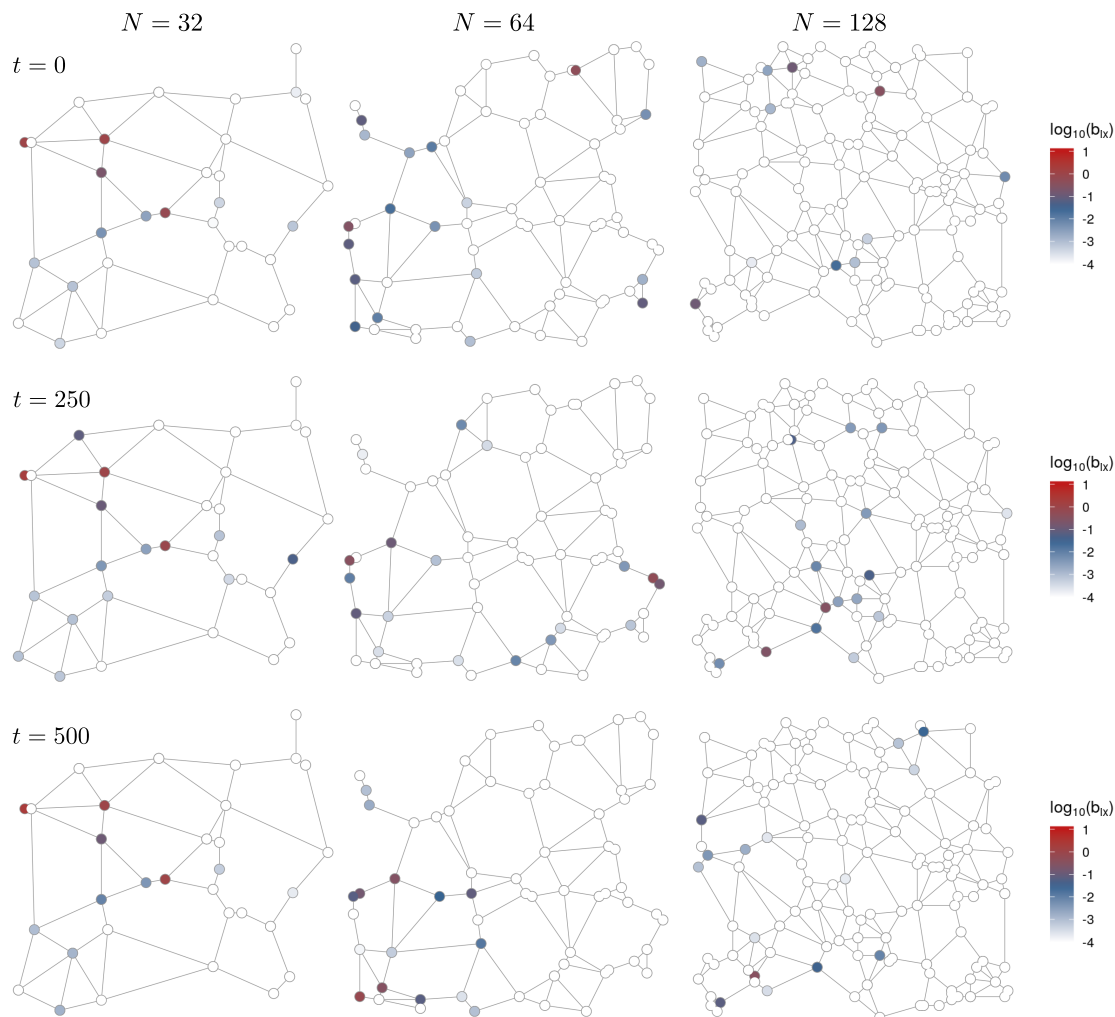 N = 32
N = 64
N = 128
t = 0
log10(blx)
1
0
-1
-2
-3
-4
t = 250
log10(blx)
1
0
-1
-2
-3
-4
t = 500
log10(blx)
1
0
-1
-2
-3
-4